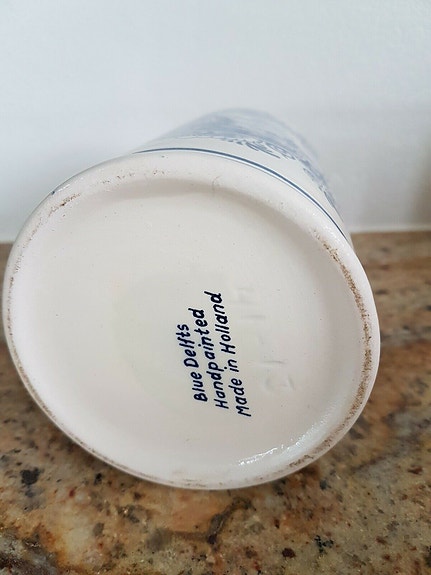 Blue Delfts
Handpainted
Made in Holland